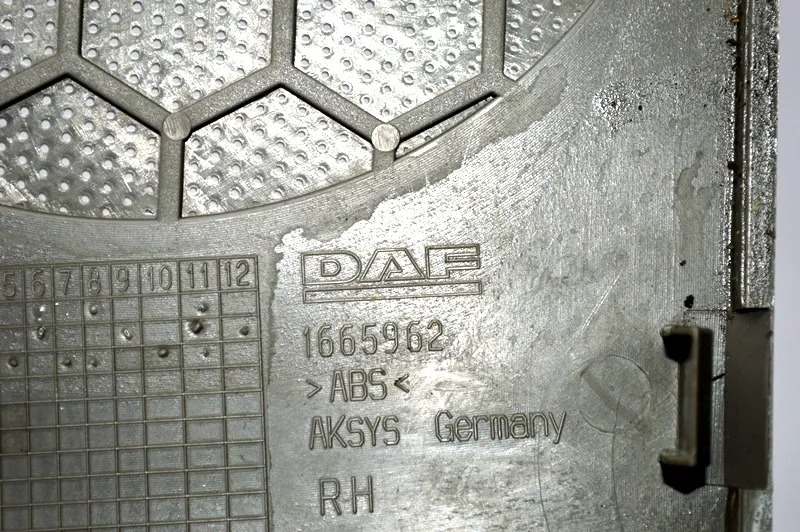 5 6 7 8 9 10 11 12
DAF
1665962
>ABS<
AKSYS Germany
RH